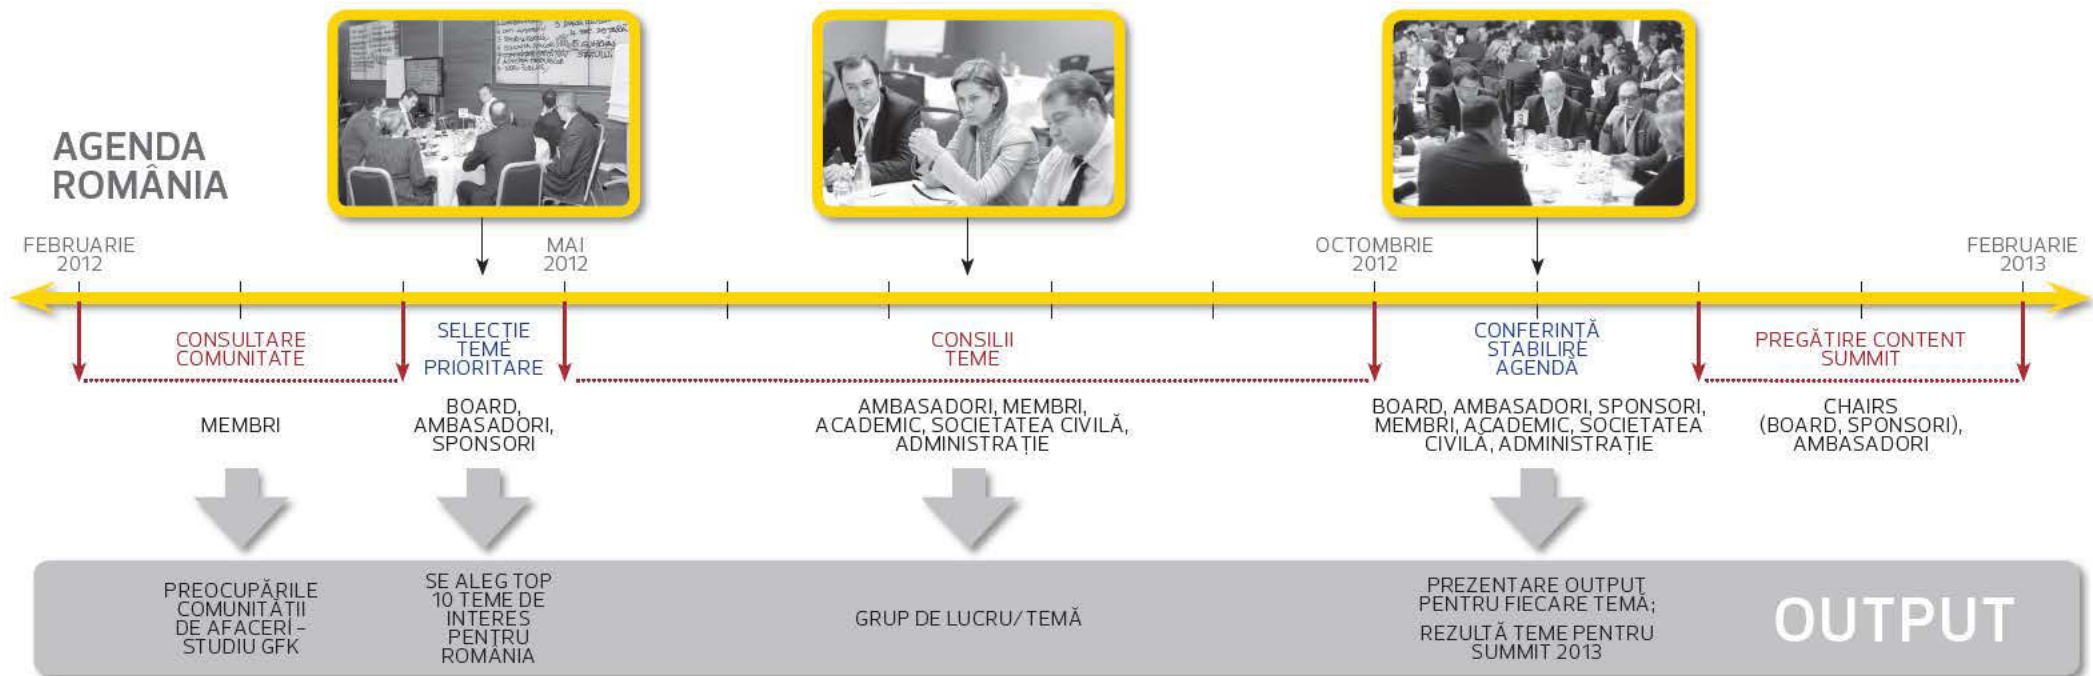 AGENDA
ROMÂNIA
FEBRUARIE
2012
MAI
2012
OCTOMBRIE
2012
FEBRUARIE
2013
CONSULTARE
COMUNITATE
SELECȚIE
TEME
PRIORITARE
CONSILII
TEME
CONFERINȚĂ
STABILIRE
AGENDĂ
PREGĂTIRE CONTENT
SUMMIT
MEMBRI
BOARD,
AMBASADORI,
SPONSORI
AMBASADORI, MEMBRI,
ACADEMIC, SOCIETATEA CIVILĂ,
ADMINISTRAȚIE
BOARD, AMBASADORI, SPONSORI,
MEMBRI, ACADEMIC, SOCIETATEA
CIVILĂ, ADMINISTRAȚIE
CHAIRS
(BOARD, SPONSORI),
AMBASADORI
PREOCUPĂRILE
COMUNITĂȚII
DE AFACERI –
STUDIU GFK
SE ALEG TOP
10 TEME DE
INTERES
PENTRU
ROMÂNIA
GRUP DE LUCRU/TEMĂ
PREZENTARE OUTPUT
PENTRU FIECARE TEMĂ;
REZULTĂ TEME PENTRU
SUMMIT 2013
OUTPUT